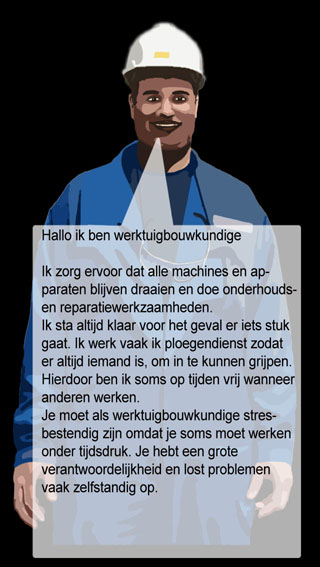 Hallo ik ben werktuigbouwkundige
Ik zorg ervoor dat alle machines en ap-
paraten blijven draaien en doe onderhouds-
en reparatiewerkzaamheden.
Ik sta altijd klaar voor het geval er iets stuk
gaat. Ik werk vaak ik ploegendienst zodat
er altijd iemand is, om in te kunnen grijpen.
Hierdoor ben ik soms op tijden vrij wanneer
anderen werken.
Je moet als werktuigbouwkundige stres-
bestendig zijn omdat je soms moet werken
onder tijdsdruk. Je hebt een grote
verantwoordelijkheid en lost problemen
vaak zelfstandig op.